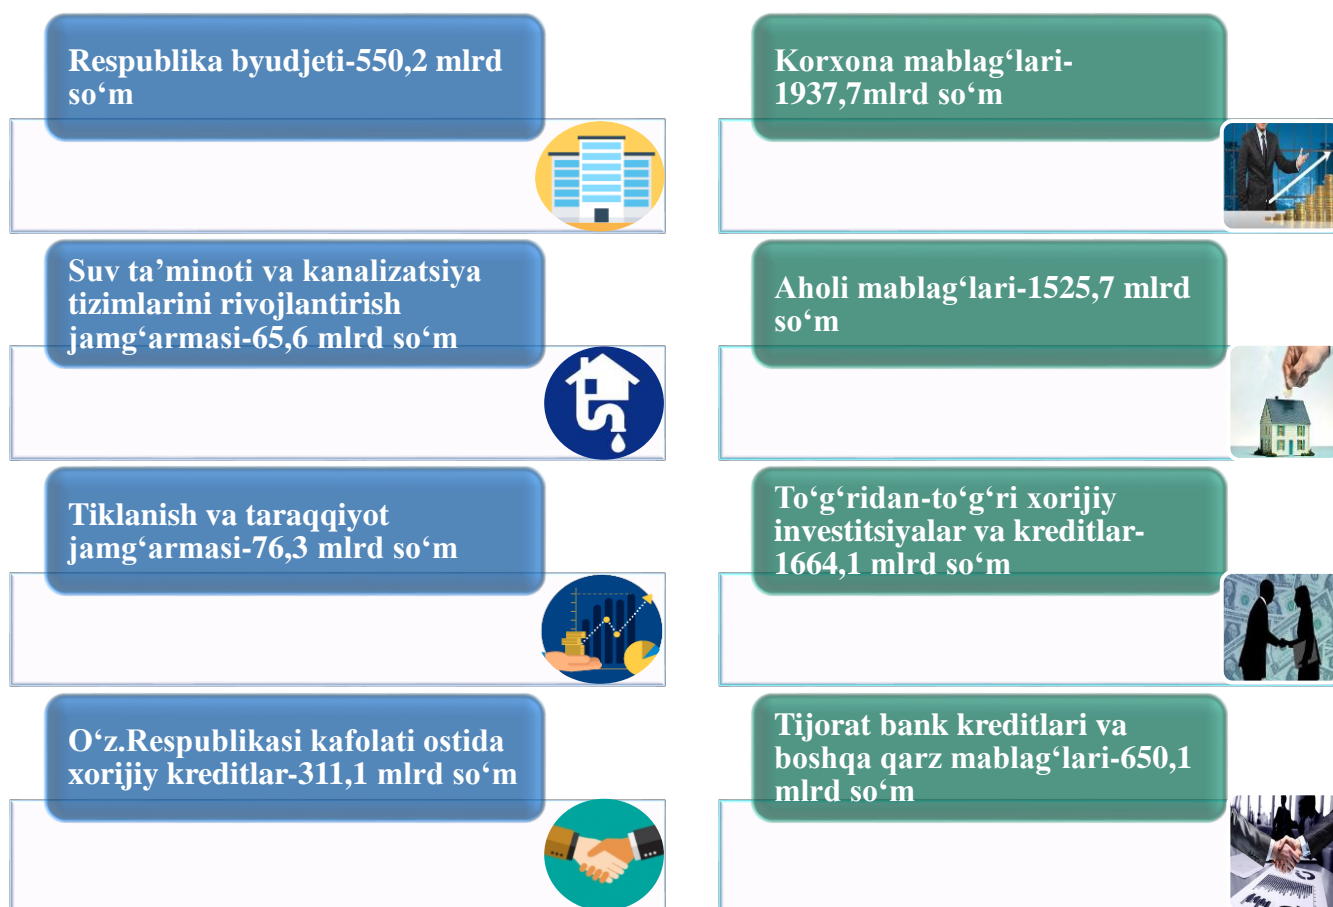 Respublika byudjeti-550,2 mlrd
so‘m
Suv ta’minoti va kanalizatsiya
tizimlarini rivojlantirish
jamg‘armasi-65,6 mlrd so‘m
Tiklanish va taraqqiyot
jamg‘armasi-76,3 mlrd so‘m
O‘z.Respublikasi kafolati ostida
xorijiy kreditlar-311,1 mlrd so‘m
Korxona mablag‘lari-
1937,7mlrd so‘m
Aholi mablag‘lari-1525,7 mlrd
so‘m
To‘g‘ridan-to‘g‘ri xorijiy
investitsiyalar va kreditlar-
1664,1 mlrd so‘m
Tijorat bank kreditlari va
boshqa qarz mablag‘lari-650,1
mlrd so‘m